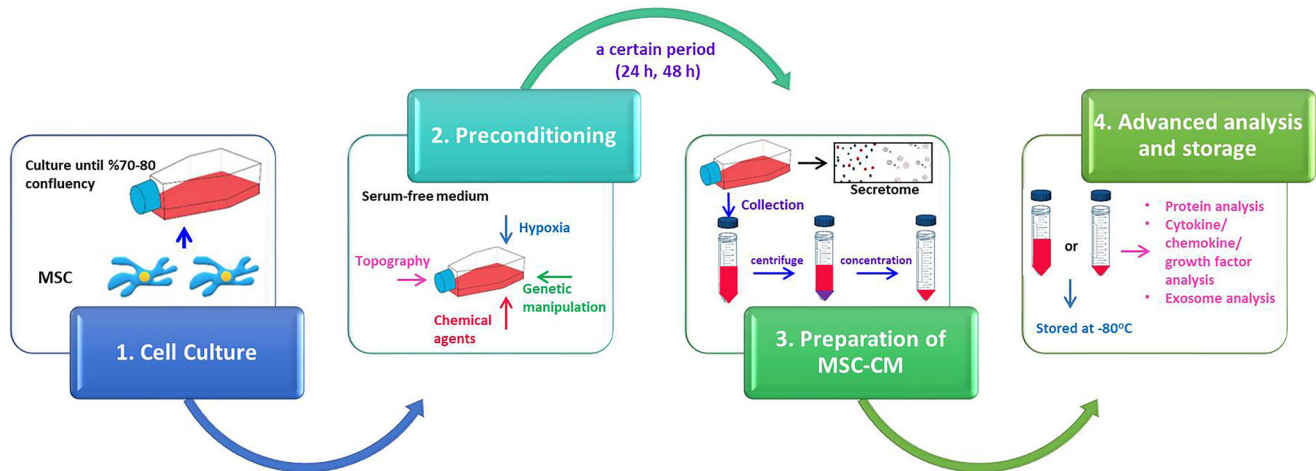 Culture until %70-80
confluency
MSC
1. Cell Culture
2. Preconditioning
Serum-free medium
Hypoxia
Topography
Genetic
manipulation
Chemical
agents
a certain period
(24 h, 48 h)
Secretome
Collection
centrifuge
concentration
3. Preparation of
MSC-CM
4. Advanced analysis
and storage
or
• Protein analysis
• Cytokine/
chemokine/
growth factor
analysis
• Exosome analysis
Stored at -80°C